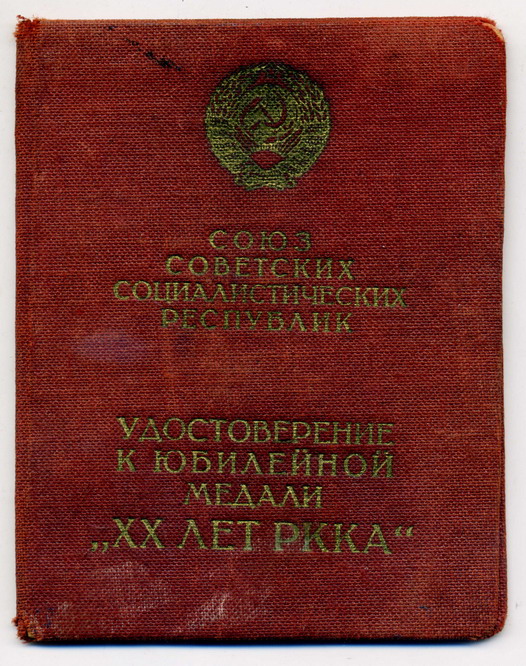 СОЮЗ
СОВЕТСКИХ
СОЦИАЛИСТИЧЕСКИХ
РЕСПУБЛИК
УДОСТОВЕРЕНИЕ
К ЮБИЛЕЙНОЙ
МЕДАЛИ
„XX ЛЕТ РККА“